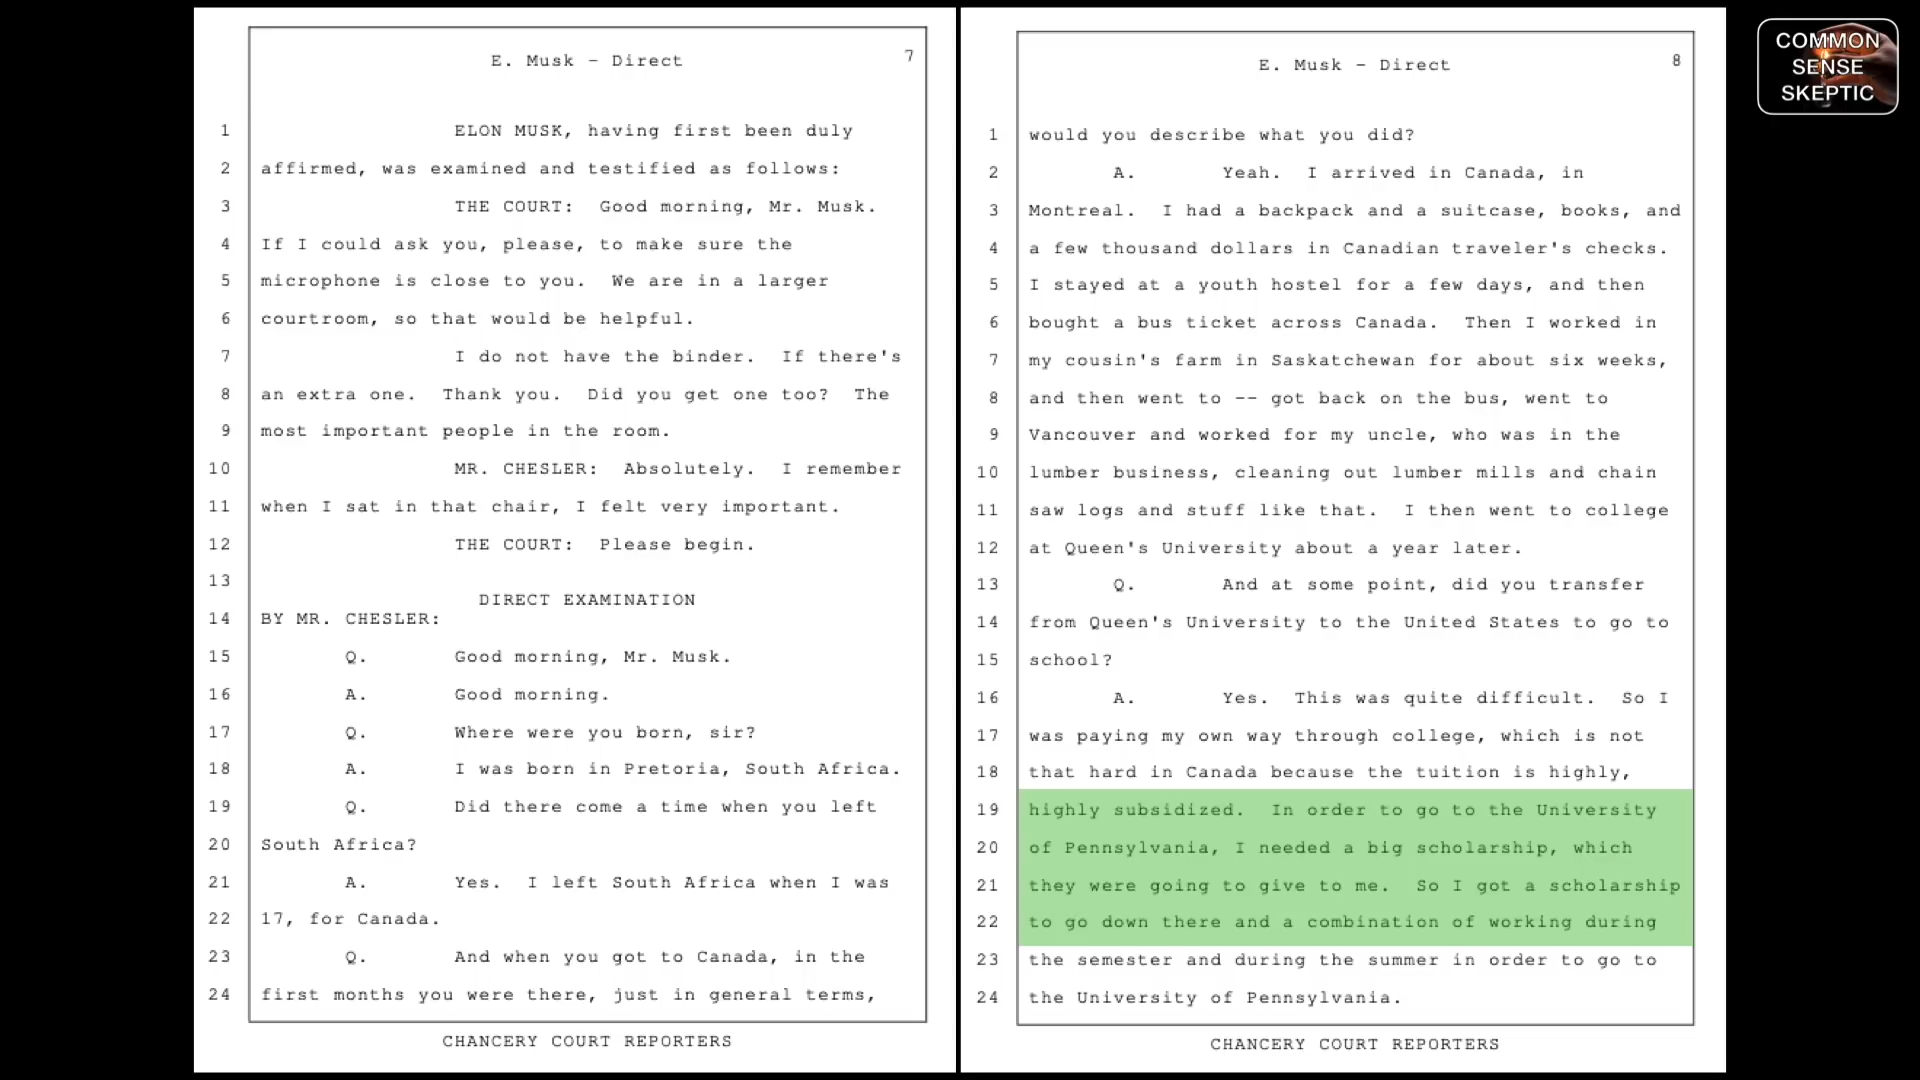 E. Musk - Direct
7
1 ELON MUSK, having first been duly
2 affirmed, was examined and testified as follows:
3 THE COURT: Good morning, Mr. Musk.
4 If I could ask you, please, to make sure the
5 microphone is close to you. We are in a larger
6 courtroom, so that would be helpful.
7 I do not have the binder. If there's
8 an extra one. Thank you. Did you get one too? The
9 most important people in the room.
10 MR. CHESLER: Absolutely. I remember
11 when I sat in that chair, I felt very important.
12 THE COURT: Please begin.
13
DIRECT EXAMINATION
14 BY MR. CHESLER:
15 Q. Good morning, Mr. Musk.
16 A. Good morning.
17 Q. Where were you born, sir?
18 A. I was born in Pretoria, South Africa.
19 Q. Did there come a time when you left
20 South Africa?
21 A. Yes. I left South Africa when I was
22 17, for Canada.
23 Q. And when you got to Canada, in the
24 first months you were there, just in general terms,
CHANCERY COURT REPORTERS
E. Musk - Direct
8
1 would you describe what you did?
2 A. Yeah. I arrived in Canada, in
3 Montreal. I had a backpack and a suitcase, books, and
4 a few thousand dollars in Canadian traveler's checks.
5 I stayed at a youth hostel for a few days, and then
6 bought a bus ticket across Canada. Then I worked in
7 my cousin's farm in Saskatchewan for about six weeks,
8 and then went to -- got back on the bus, went to
9 Vancouver and worked for my uncle, who was in the
10 lumber business, cleaning out lumber mills and chain
11 saw logs and stuff like that. I then went to college
12 at Queen's University about a year later.
13 Q. And at some point, did you transfer
14 from Queen's University to the United States to go to
15 school?
16 A. Yes. This was quite difficult. So I
17 was paying my own way through college, which is not
18 that hard in Canada because the tuition is highly,
19 highly subsidized. In order to go to the University
20 of Pennsylvania, I needed a big scholarship, which
21 they were going to give to me. So I got a scholarship
22 to go down there and a combination of working during
23 the semester and during the summer in order to go to
24 the University of Pennsylvania.
CHANCERY COURT REPORTERS
COMMON
SENSE
SKEPTIC